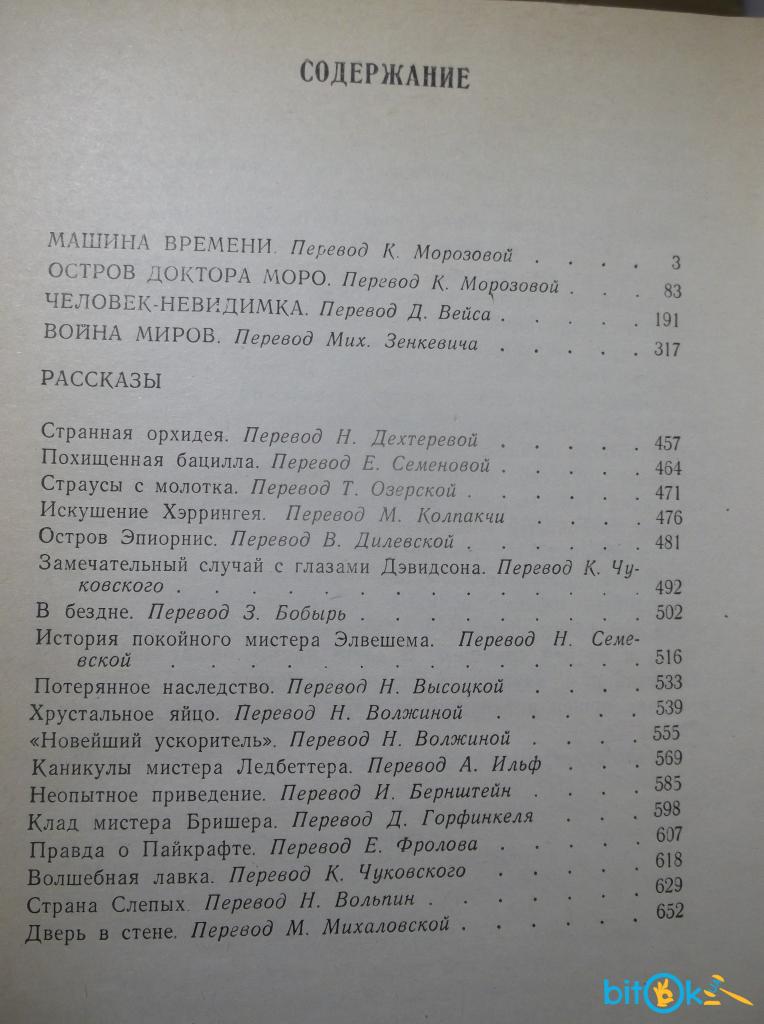 СОДЕРЖАНИЕ
МАШИНА ВРЕМЕНИ. Перевод К. Морозовой . . . . 3
ОСТРОВ ДОКТОРА МОРО. Перевод К. Морозовой . . . 83
ЧЕЛОВЕК-НЕВИДИМКА. Перевод Д. Вейса . . . . . 191
ВОЙНА МИРОВ. Перевод Мих. Зенкевича . . . . . 317
РАССКАЗЫ
Странная орхидея. Перевод Н. Дехтеревой . . . . . 457
Похищенная бацилла. Перевод Е. Семеновой . . . . . 464
Страусы с молотка. Перевод Т. Озерской . . . . . . 471
Искушение Хэррингея. Перевод М. Колпакчи . . . . 476
Остров Эпиорнис. Перевод В. Дилевской . . . . . . 481
Замечательный случай с глазами Дэвидсона. Перевод К. Чу-
ковского . . . . . . . . . . . . . 492
В бездне. Перевод З. Бобырь . . . . . . . . 502
История покойного мистера Элвешема. Перевод Н. Семе-
вской . . . . . . . . . . . . . 516
Потерянное наследство. Перевод Н. Высоцкой . . . . 533
Хрустальное яйцо. Перевод Н. Волжиной . . . . . 539
«Новейший ускоритель». Перевод Н. Волжиной . . . . 555
Каникулы мистера Ледбеттера. Перевод А. Ильф . . . 569
Неопытное приведение. Перевод И. Бернштейн . . . . 585
Клад мистера Бришера. Перевод Д. Горфинкеля . . . 598
Правда о Пайкрафте. Перевод Е. Фролова . . . . . 607
Волшебная лавка. Перевод К. Чуковского . . . . . 618
Страна Слепых. Перевод Н. Вольпин . . . . . . 629
Дверь в стене. Перевод М. Михаловской . . . . . 652
bitOk